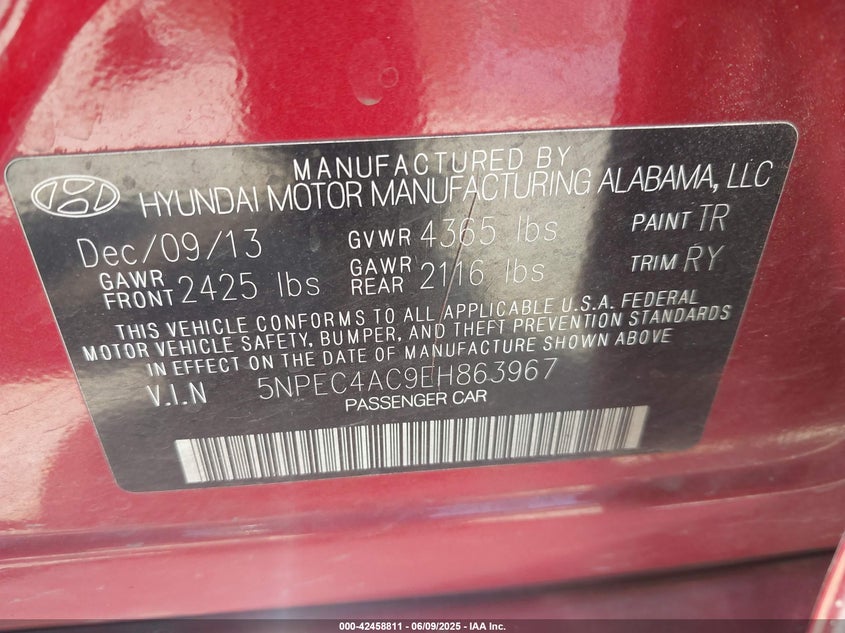 MANUFACTURED BY
HYUNDAI MOTOR MANUFACTURING ALABAMA, LLC
Dec/09/13 GVWR 4365 lbs PAINT TR
GAWR FRONT 2425 lbs GAWR REAR 2116 lbs TRIM RY
THIS VEHICLE CONFORMS TO ALL APPLICABLE U.S.A. FEDERAL
MOTOR VEHICLE SAFETY, BUMPER, AND THEFT PREVENTION STANDARDS
IN EFFECT ON THE DATE OF MANUFACTURE SHOWN ABOVE
V.I.N 5NPEC4AC9EH863967
PASSENGER CAR
000-42458811 - 06/09/2025 - IAA Inc.